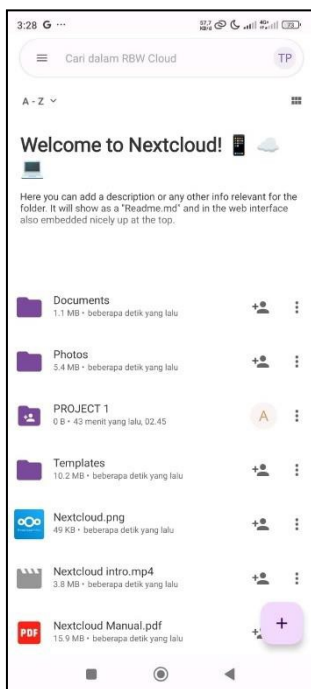 3:28 G ...
Cari dalam RBW Cloud
TP
A - Z
Welcome to Nextcloud! 📱 ☁️
💻
Here you can add a description or any other info relevant for the
folder. It will show as a "Readme.md" and in the web interface
also embedded nicely up at the top.
Documents
1.1 MB • beberapa detik yang lalu
Photos
5.4 MB • beberapa detik yang lalu
PROJECT 1
0 B • 43 menit yang lalu, 02.45
A
Templates
10.2 MB • beberapa detik yang lalu
Nextcloud.png
49 KB • beberapa detik yang lalu
Nextcloud intro.mp4
3.8 MB • beberapa detik yang lalu
PDF
Nextcloud Manual.pdf
15.9 MB • beberapa detik yang lalu